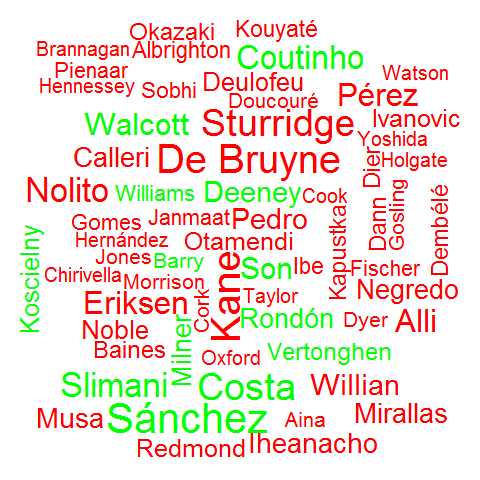 Okazaki Kouyaté
Brannagan Albrighton Coutinho
Pienaar Watson
Hennessey Sobhi Deulofeu Pérez
Doucouré
Walcott Sturridge Ivanovic
Yoshida
Calleri De Bruyne Dier Holgate
Nolito Williams Deeney Cook
Gomes Janmaat Pedro Kapustka Dann Gosling Dembélé
Hernández Otamendi
Koscielny Jones Barry Son Ibe Fischer
Chirivella Morrison Kane Taylor Negredo
Eriksen Cork Rondón Dyer Alli
Noble
Baines Milner Oxford Vertonghen
Slimani Costa Willian
Musa Sánchez Aina Mirallas
Redmond Iheanacho